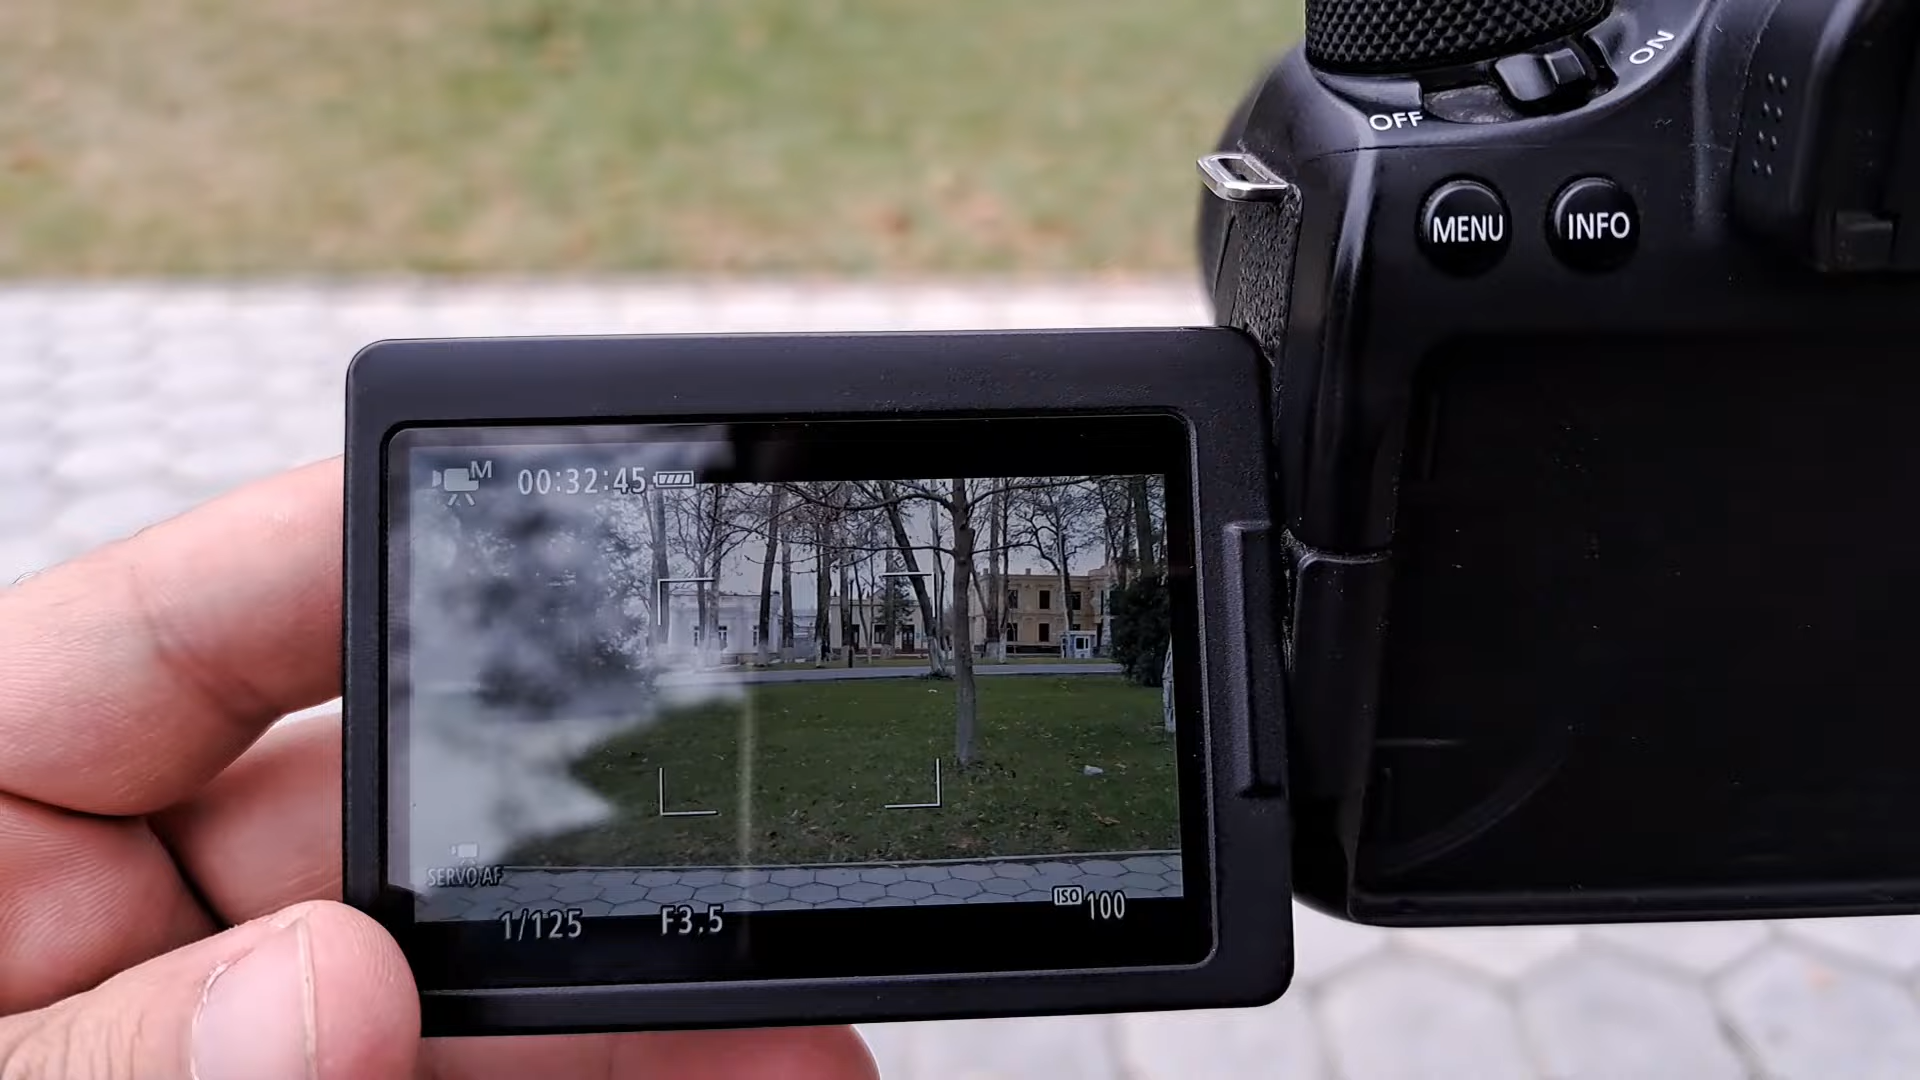 ON
OFF
MENU INFO
M 00:32:45
SERVO AF
1/125 F3.5 ISO 100